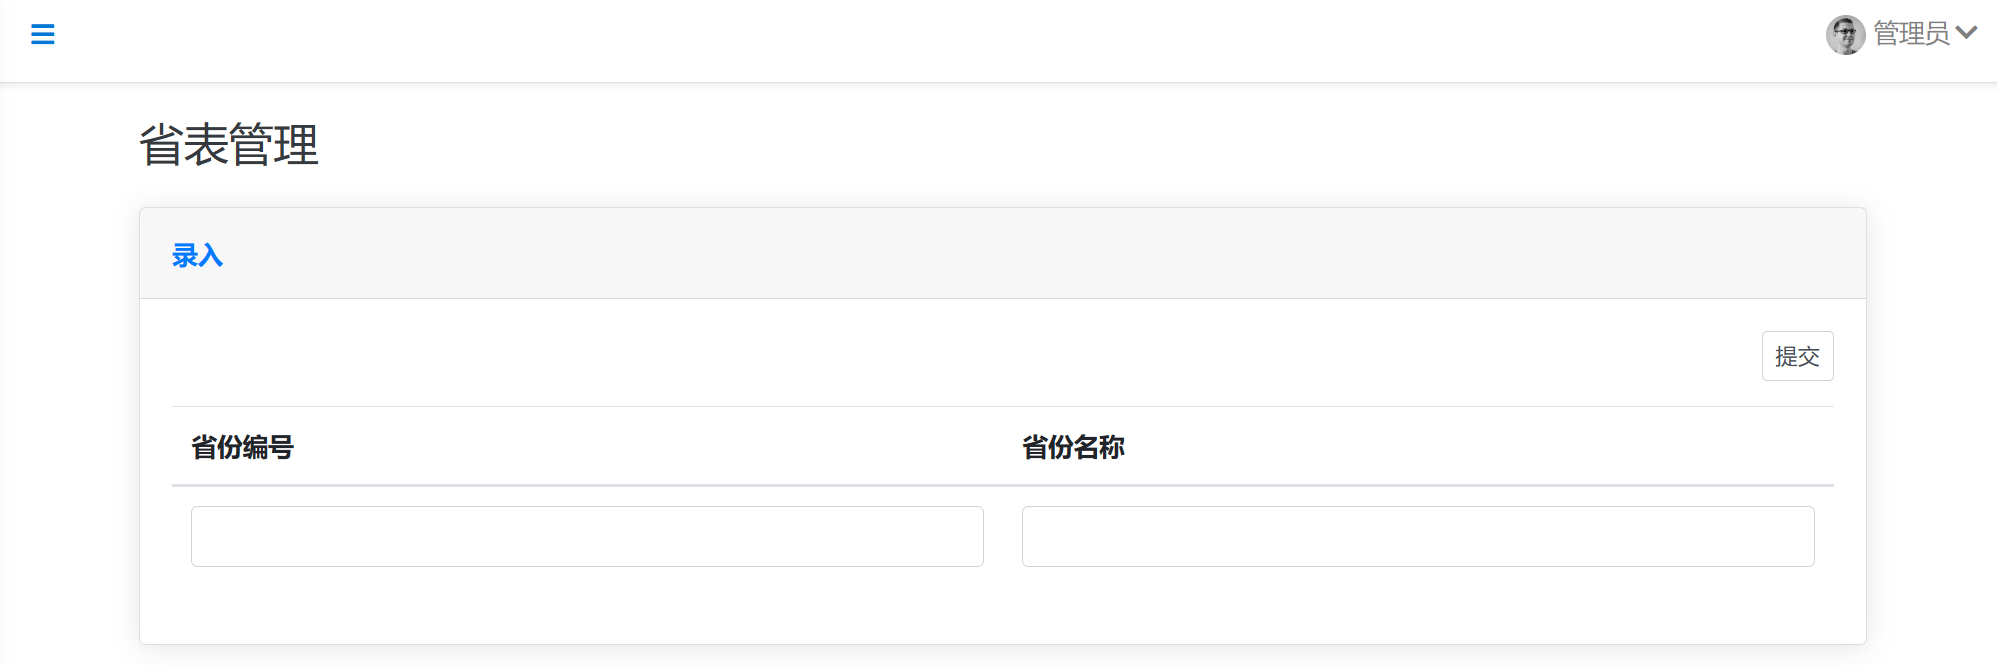 管理员
省表管理
录入
提交
省份编号 省份名称